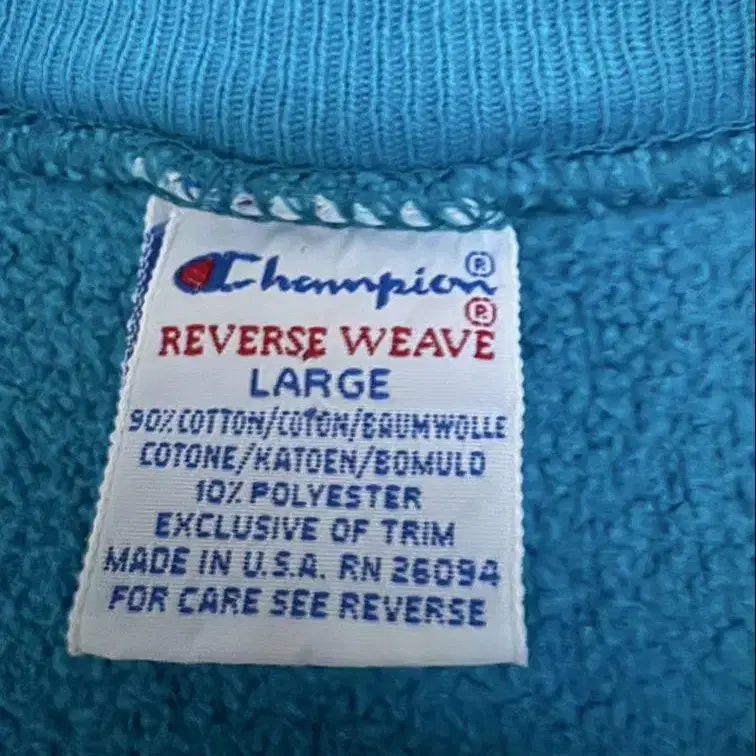 Champion®
REVERSE WEAVE®
LARGE
90% COTTON/COTON/BAUMWOLLE
COTONE/KATOEN/BOMULD
10% POLYESTER
EXCLUSIVE OF TRIM
MADE IN U.S.A. RN 26094
FOR CARE SEE REVERSE